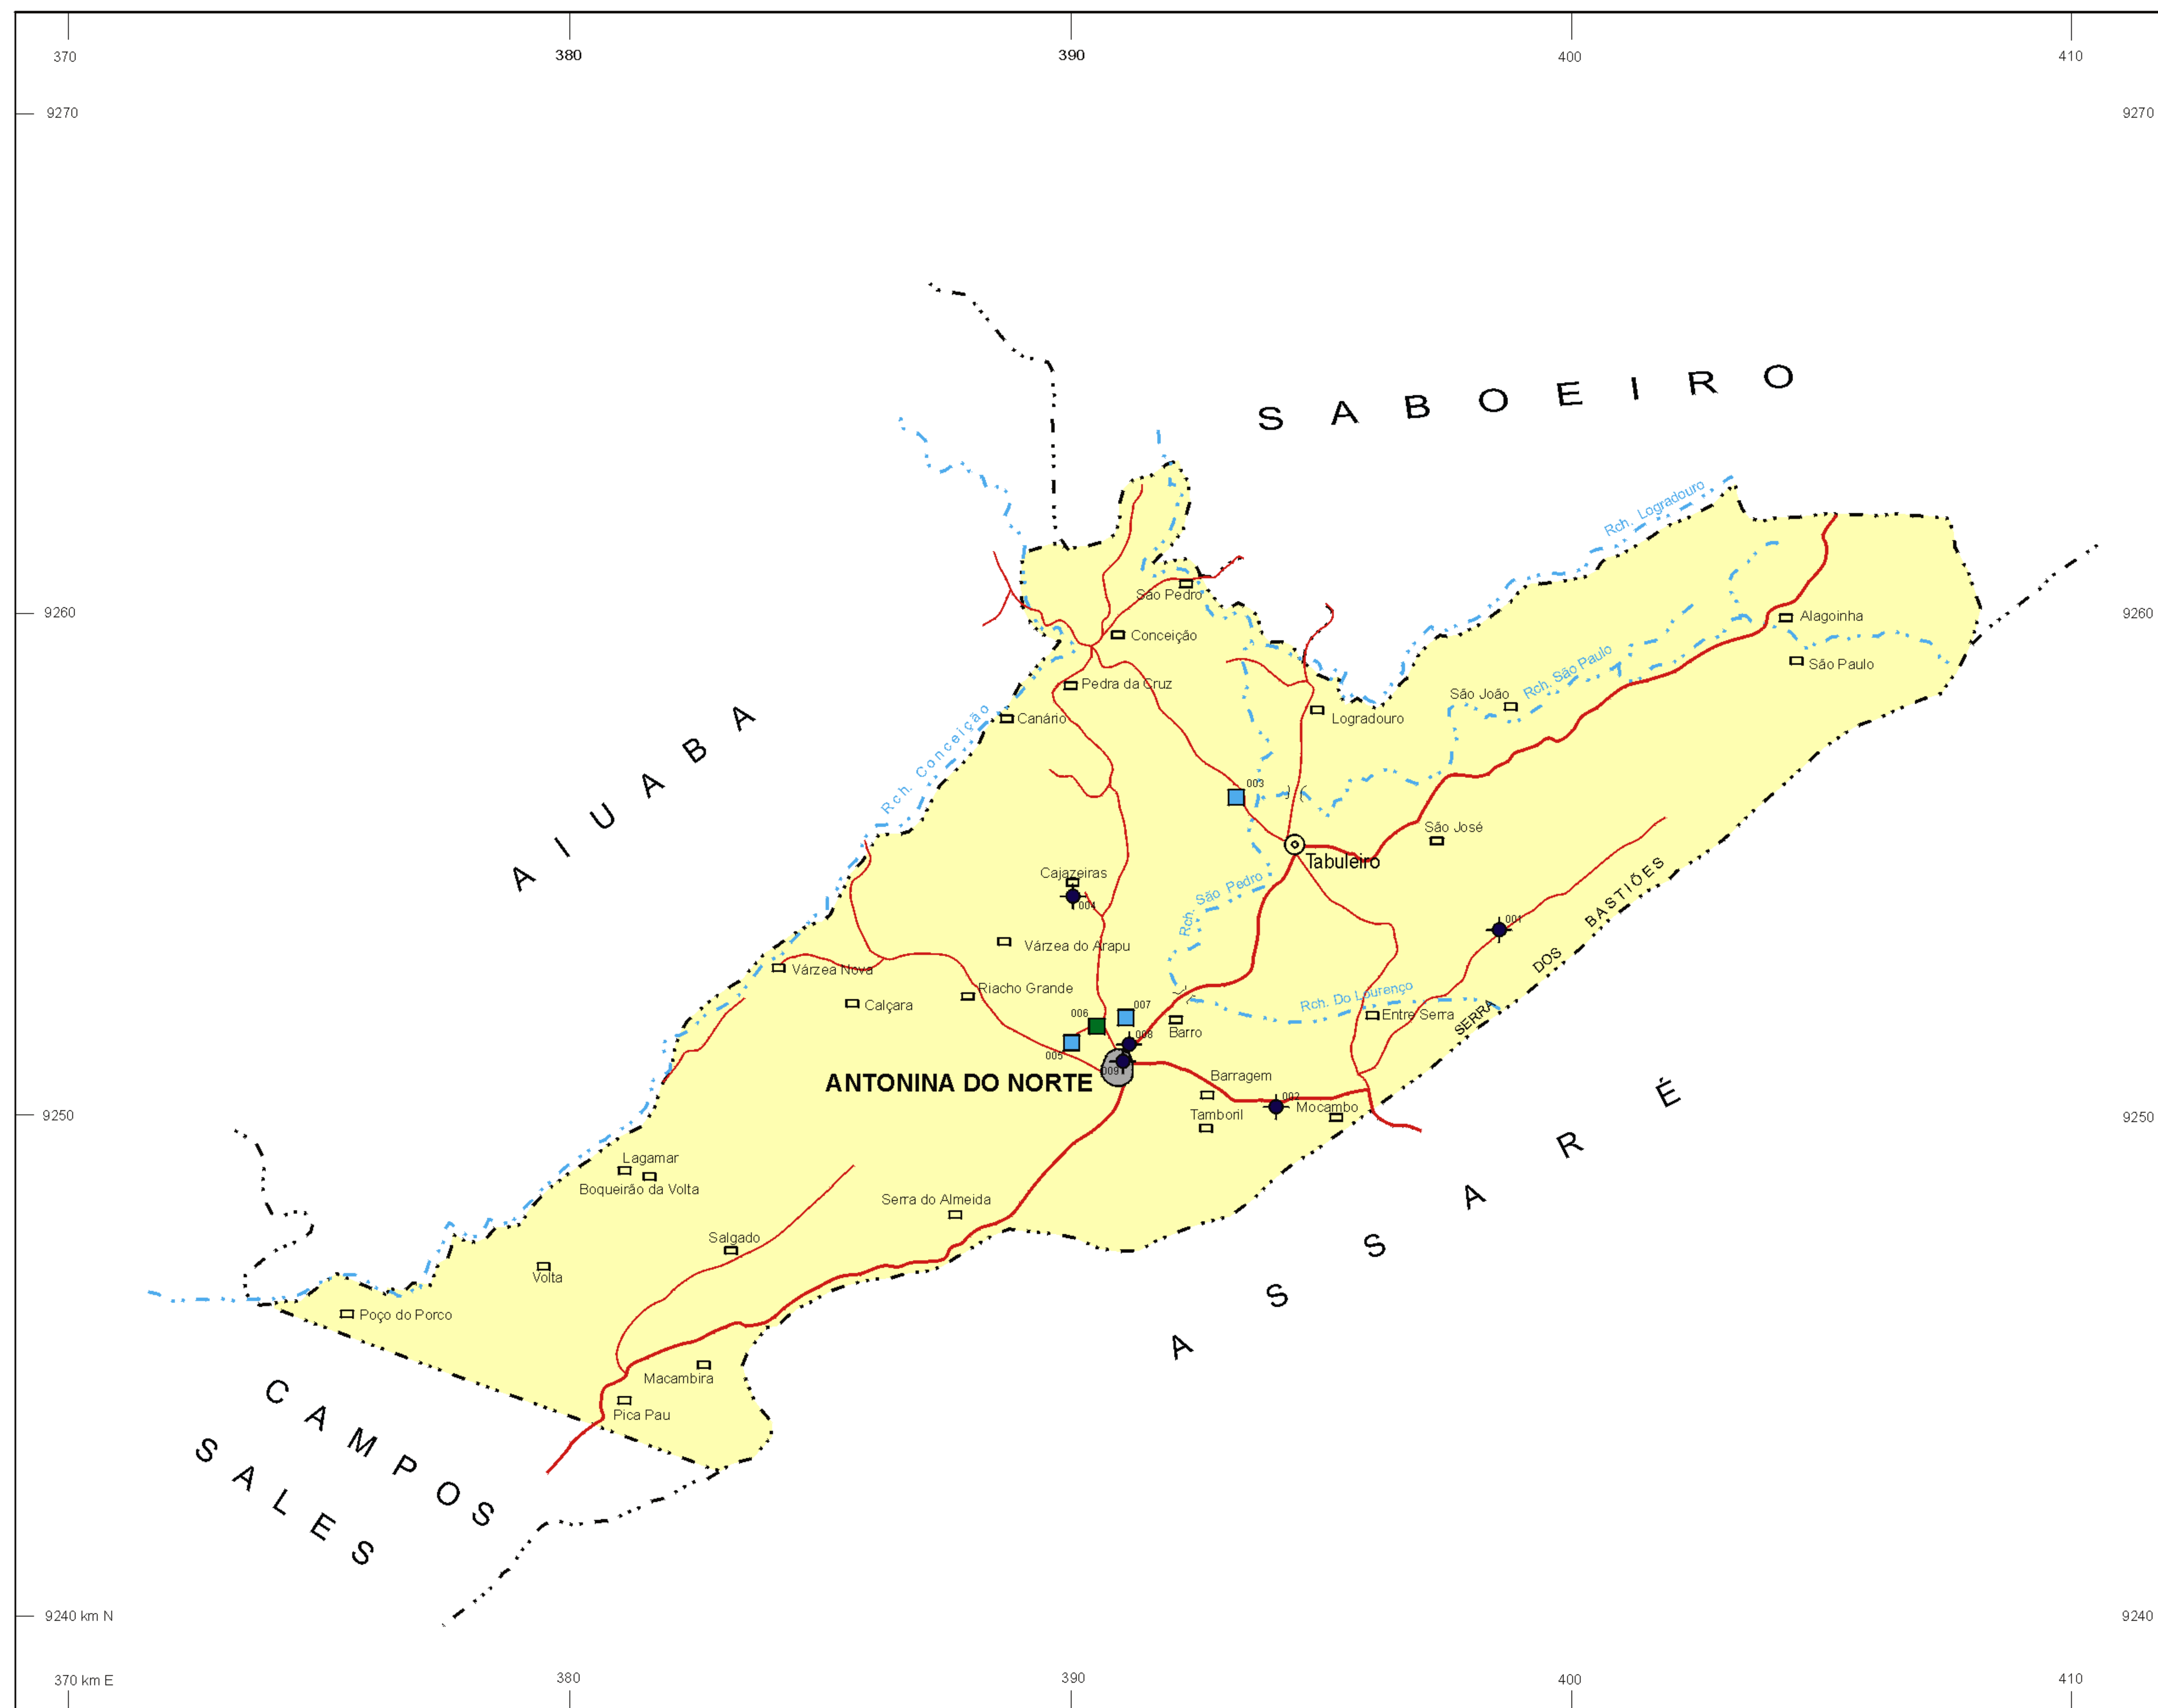 370
380
390
400
410
9270
9270
SABOEIRO
Rch. Logradouro
São Pedro
9260
9260
Alagoinha
Conceição
Rch. São Paulo
São Paulo
Pedra da Cruz
São João
Canário
Logradouro
Rch. Conceição
AIUABA
003
São José
Tabuleiro
Cajazeiras
004
Rch. São Pedro
SERRA DOS BASTIÕES
001
Várzea do Arapu
Várzea Nova
Riacho Grande
Calçara
Rch. Do Lourenço
007
006
Entre Serra
Barro
008
005
009
ANTONINA DO NORTE
Barragem
002
Mocambo
Tamboril
9250
9250
ASSARÉ
Lagamar
Boqueirão da Volta
Serra do Almeida
Salgado
Volta
Poço do Porco
Macambira
Pica Pau
CAMPOS
SALES
9240 km N
9240
370 km E
380
390
400
410